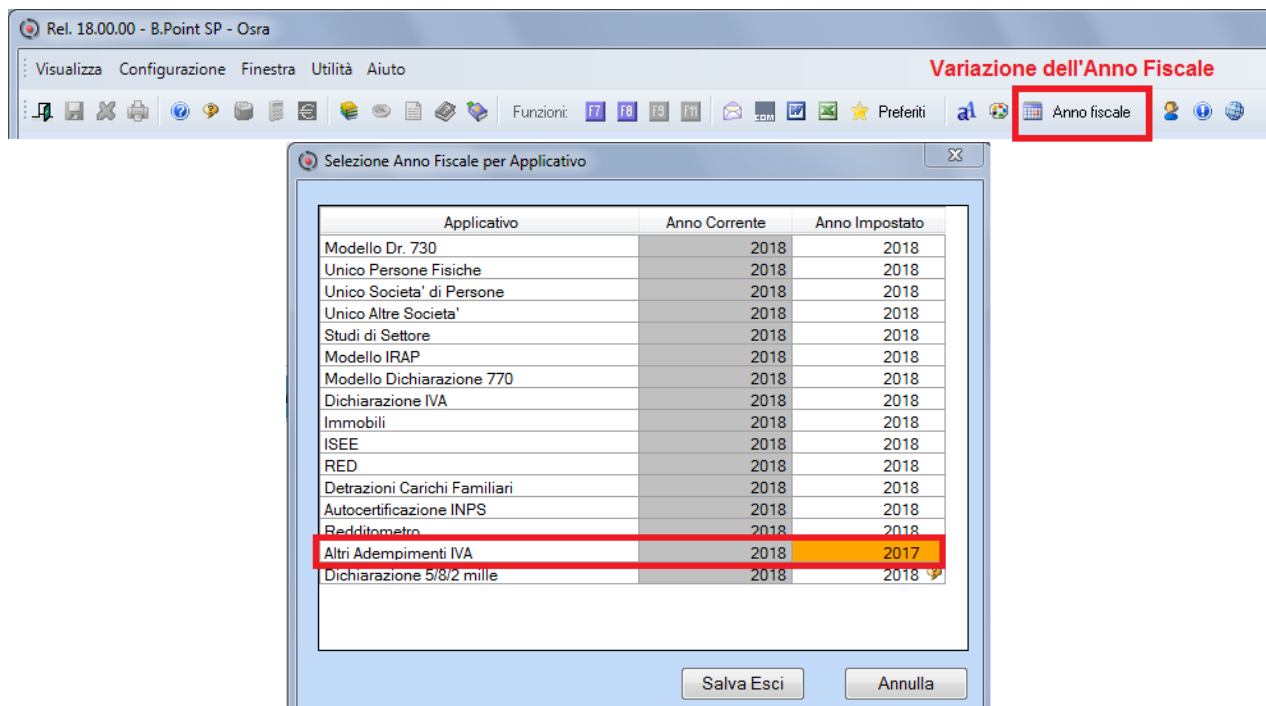 Rel. 18.00.00 - B.Point SP - Osra
Visualizza Configurazione Finestra Utilità Aiuto
Variazione dell'Anno Fiscale
Funzioni: F7 F8 F9 F11 COM Preferiti a1 Anno fiscale
Selezione Anno Fiscale per Applicativo
Applicativo Anno Corrente Anno Impostato
Modello Dr. 730 2018 2018
Unico Persone Fisiche 2018 2018
Unico Societa' di Persone 2018 2018
Unico Altre Societa' 2018 2018
Studi di Settore 2018 2018
Modello IRAP 2018 2018
Modello Dichiarazione 770 2018 2018
Dichiarazione IVA 2018 2018
Immobili 2018 2018
ISEE 2018 2018
RED 2018 2018
Detrazioni Carichi Familiari 2018 2018
Autocertificazione INPS 2018 2018
Redditometro 2018 2018
Altri Adempimenti IVA 2018 2017
Dichiarazione 5/8/2 mille 2018 2018
Salva Esci Annulla